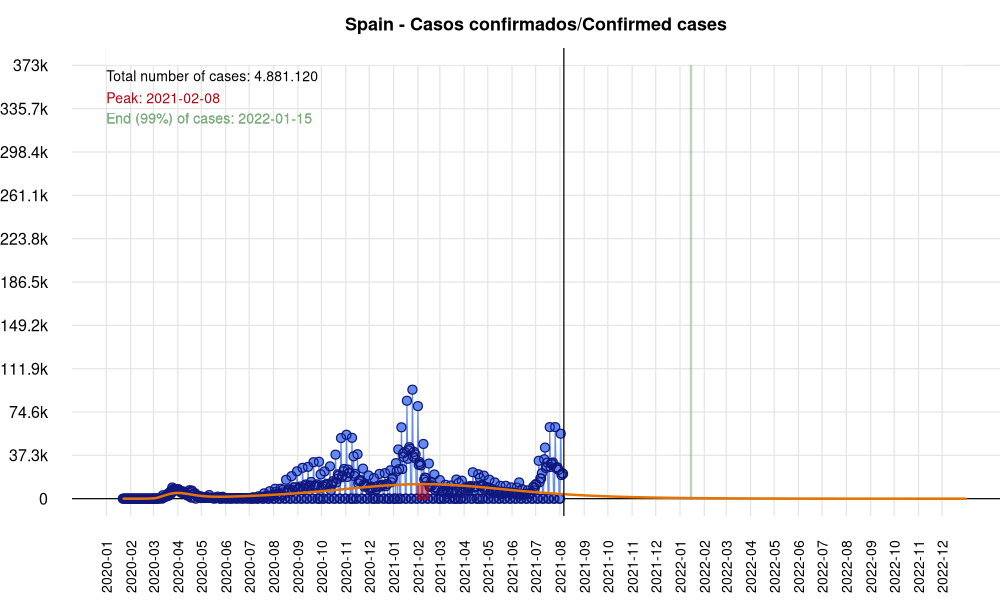 Spain - Casos confirmados/Confirmed cases
Total number of cases: 4.881.120
Peak: 2021-02-08
End (99%) of cases: 2022-01-15
373k
335.7k
298.4k
261.1k
223.8k
186.5k
149.2k
111.9k
74.6k
37.3k
0
2020-01
2020-02
2020-03
2020-04
2020-05
2020-06
2020-07
2020-08
2020-09
2020-10
2020-11
2020-12
2021-01
2021-02
2021-03
2021-04
2021-05
2021-06
2021-07
2021-08
2021-09
2021-10
2021-11
2021-12
2022-01
2022-02
2022-03
2022-04
2022-05
2022-06
2022-07
2022-08
2022-09
2022-10
2022-11
2022-12